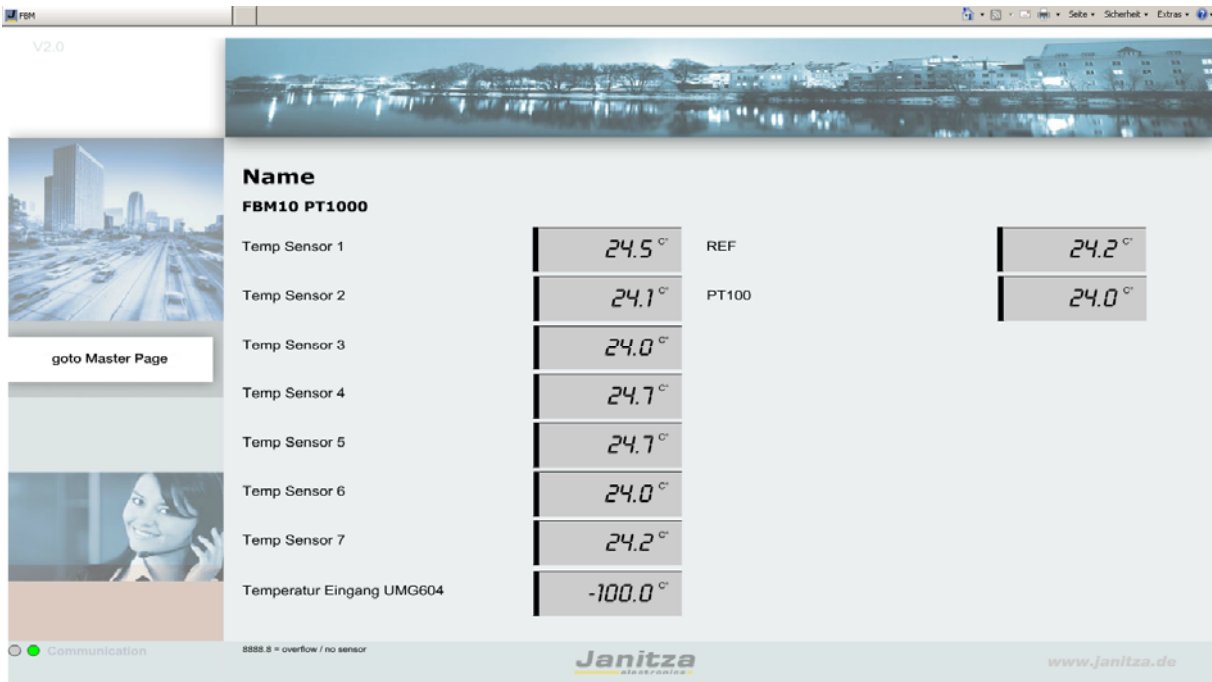 FBM
Seite Sicherheit Extras
V2.0
Name
FBM10 PT1000
Temp Sensor 1 24.5 C° REF 24.2 C°
Temp Sensor 2 24.1 C° PT100 24.0 C°
Temp Sensor 3 24.0 C°
goto Master Page
Temp Sensor 4 24.7 C°
Temp Sensor 5 24.7 C°
Temp Sensor 6 24.0 C°
Temp Sensor 7 24.2 C°
Temperatur Eingang UMG604 -100.0 C°
Communication
8888.8 = overflow / no sensor
Janitza
electronics
www.janitza.de